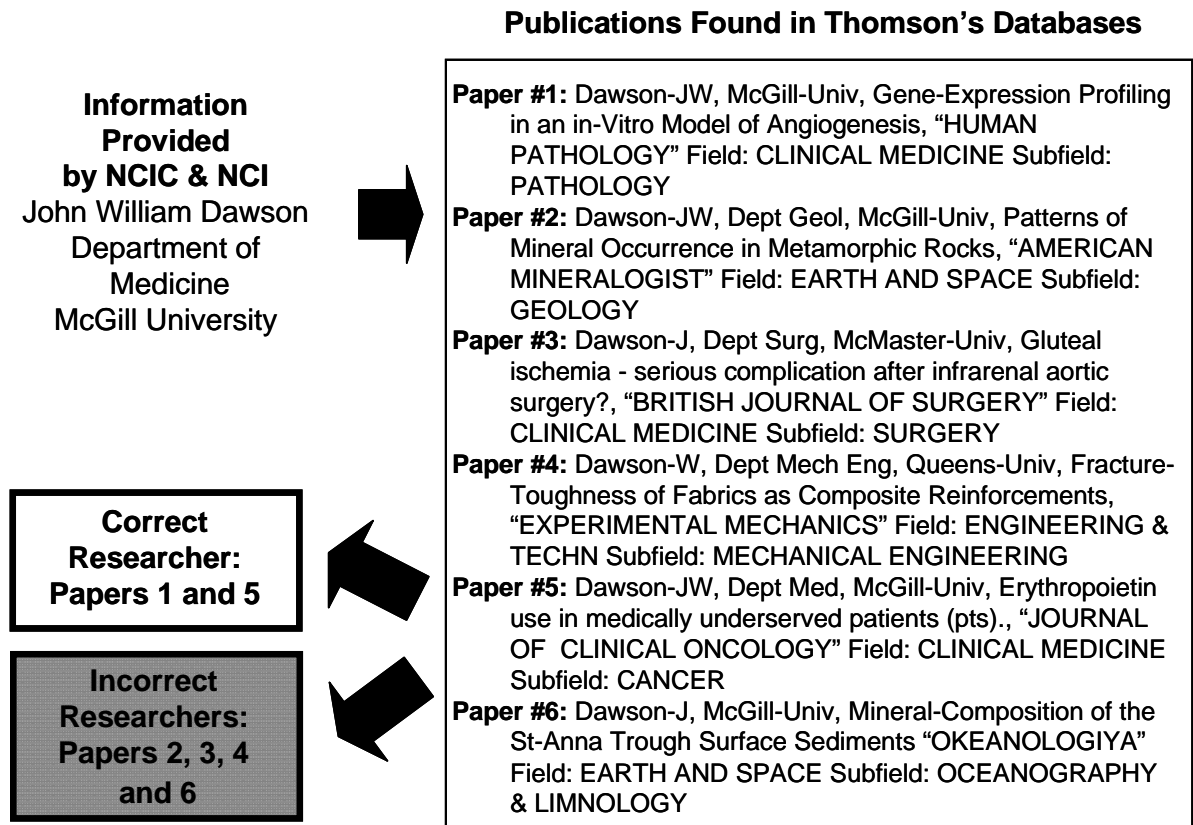 Publications Found in Thomson's Databases
Information
Provided
by NCIC & NCI
John William Dawson
Department of
Medicine
McGill University
Paper #1: Dawson-JW, McGill-Univ, Gene-Expression Profiling
in an in-Vitro Model of Angiogenesis, “HUMAN
PATHOLOGY” Field: CLINICAL MEDICINE Subfield:
PATHOLOGY
Paper #2: Dawson-JW, Dept Geol, McGill-Univ, Patterns of
Mineral Occurrence in Metamorphic Rocks, “AMERICAN
MINERALOGIST” Field: EARTH AND SPACE Subfield:
GEOLOGY
Paper #3: Dawson-J, Dept Surg, McMaster-Univ, Gluteal
ischemia - serious complication after infrarenal aortic
surgery?, “BRITISH JOURNAL OF SURGERY” Field:
CLINICAL MEDICINE Subfield: SURGERY
Paper #4: Dawson-W, Dept Mech Eng, Queens-Univ, Fracture-
Toughness of Fabrics as Composite Reinforcements,
“EXPERIMENTAL MECHANICS” Field: ENGINEERING &
TECHN Subfield: MECHANICAL ENGINEERING
Paper #5: Dawson-JW, Dept Med, McGill-Univ, Erythropoietin
use in medically underserved patients (pts)., “JOURNAL
OF CLINICAL ONCOLOGY” Field: CLINICAL MEDICINE
Subfield: CANCER
Paper #6: Dawson-J, McGill-Univ, Mineral-Composition of the
St-Anna Trough Surface Sediments “OKEANOLOGIYA”
Field: EARTH AND SPACE Subfield: OCEANOGRAPHY
& LIMNOLOGY
Correct
Researcher:
Papers 1 and 5
Incorrect
Researchers:
Papers 2, 3, 4
and 6